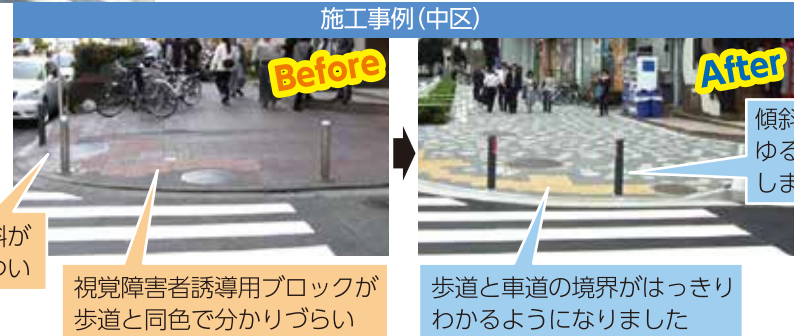 施工事例(中区)
Before
After
傾斜
ゆる
しま
料が
つい
視覚障害者誘導用ブロックが
歩道と同色で分かりづらい
歩道と車道の境界がはっきり
わかるようになりました